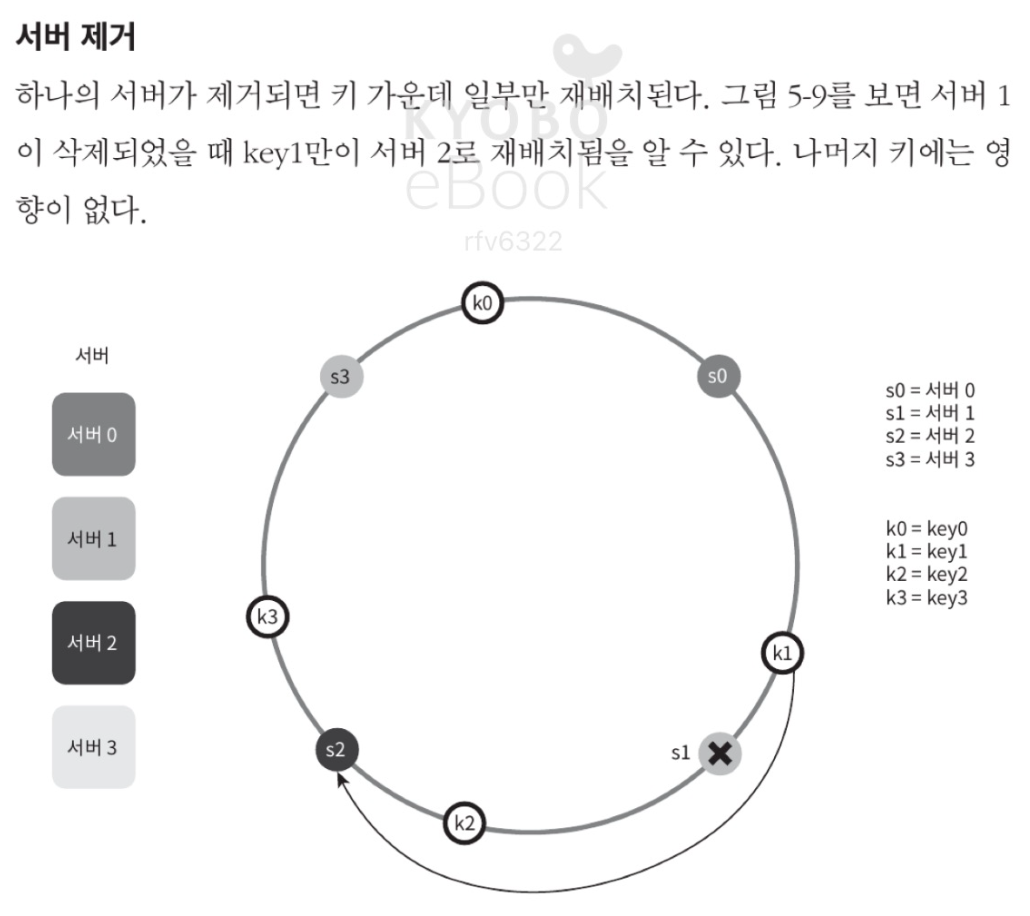 서버 제거
하나의 서버가 제거되면 키 가운데 일부만 재배치된다. 그림 5-9를 보면 서버 1
이 삭제되었을 때 key1만이 서버 2로 재배치됨을 알 수 있다. 나머지 키에는 영
향이 없다.
KYOBO
eBook
rfv6322
서버
서버 0
서버 1
서버 2
서버 3
k0
s3
s0
k3
k1
s2
s1
k2
s0 = 서버 0
s1 = 서버 1
s2 = 서버 2
s3 = 서버 3
k0 = key0
k1 = key1
k2 = key2
k3 = key3